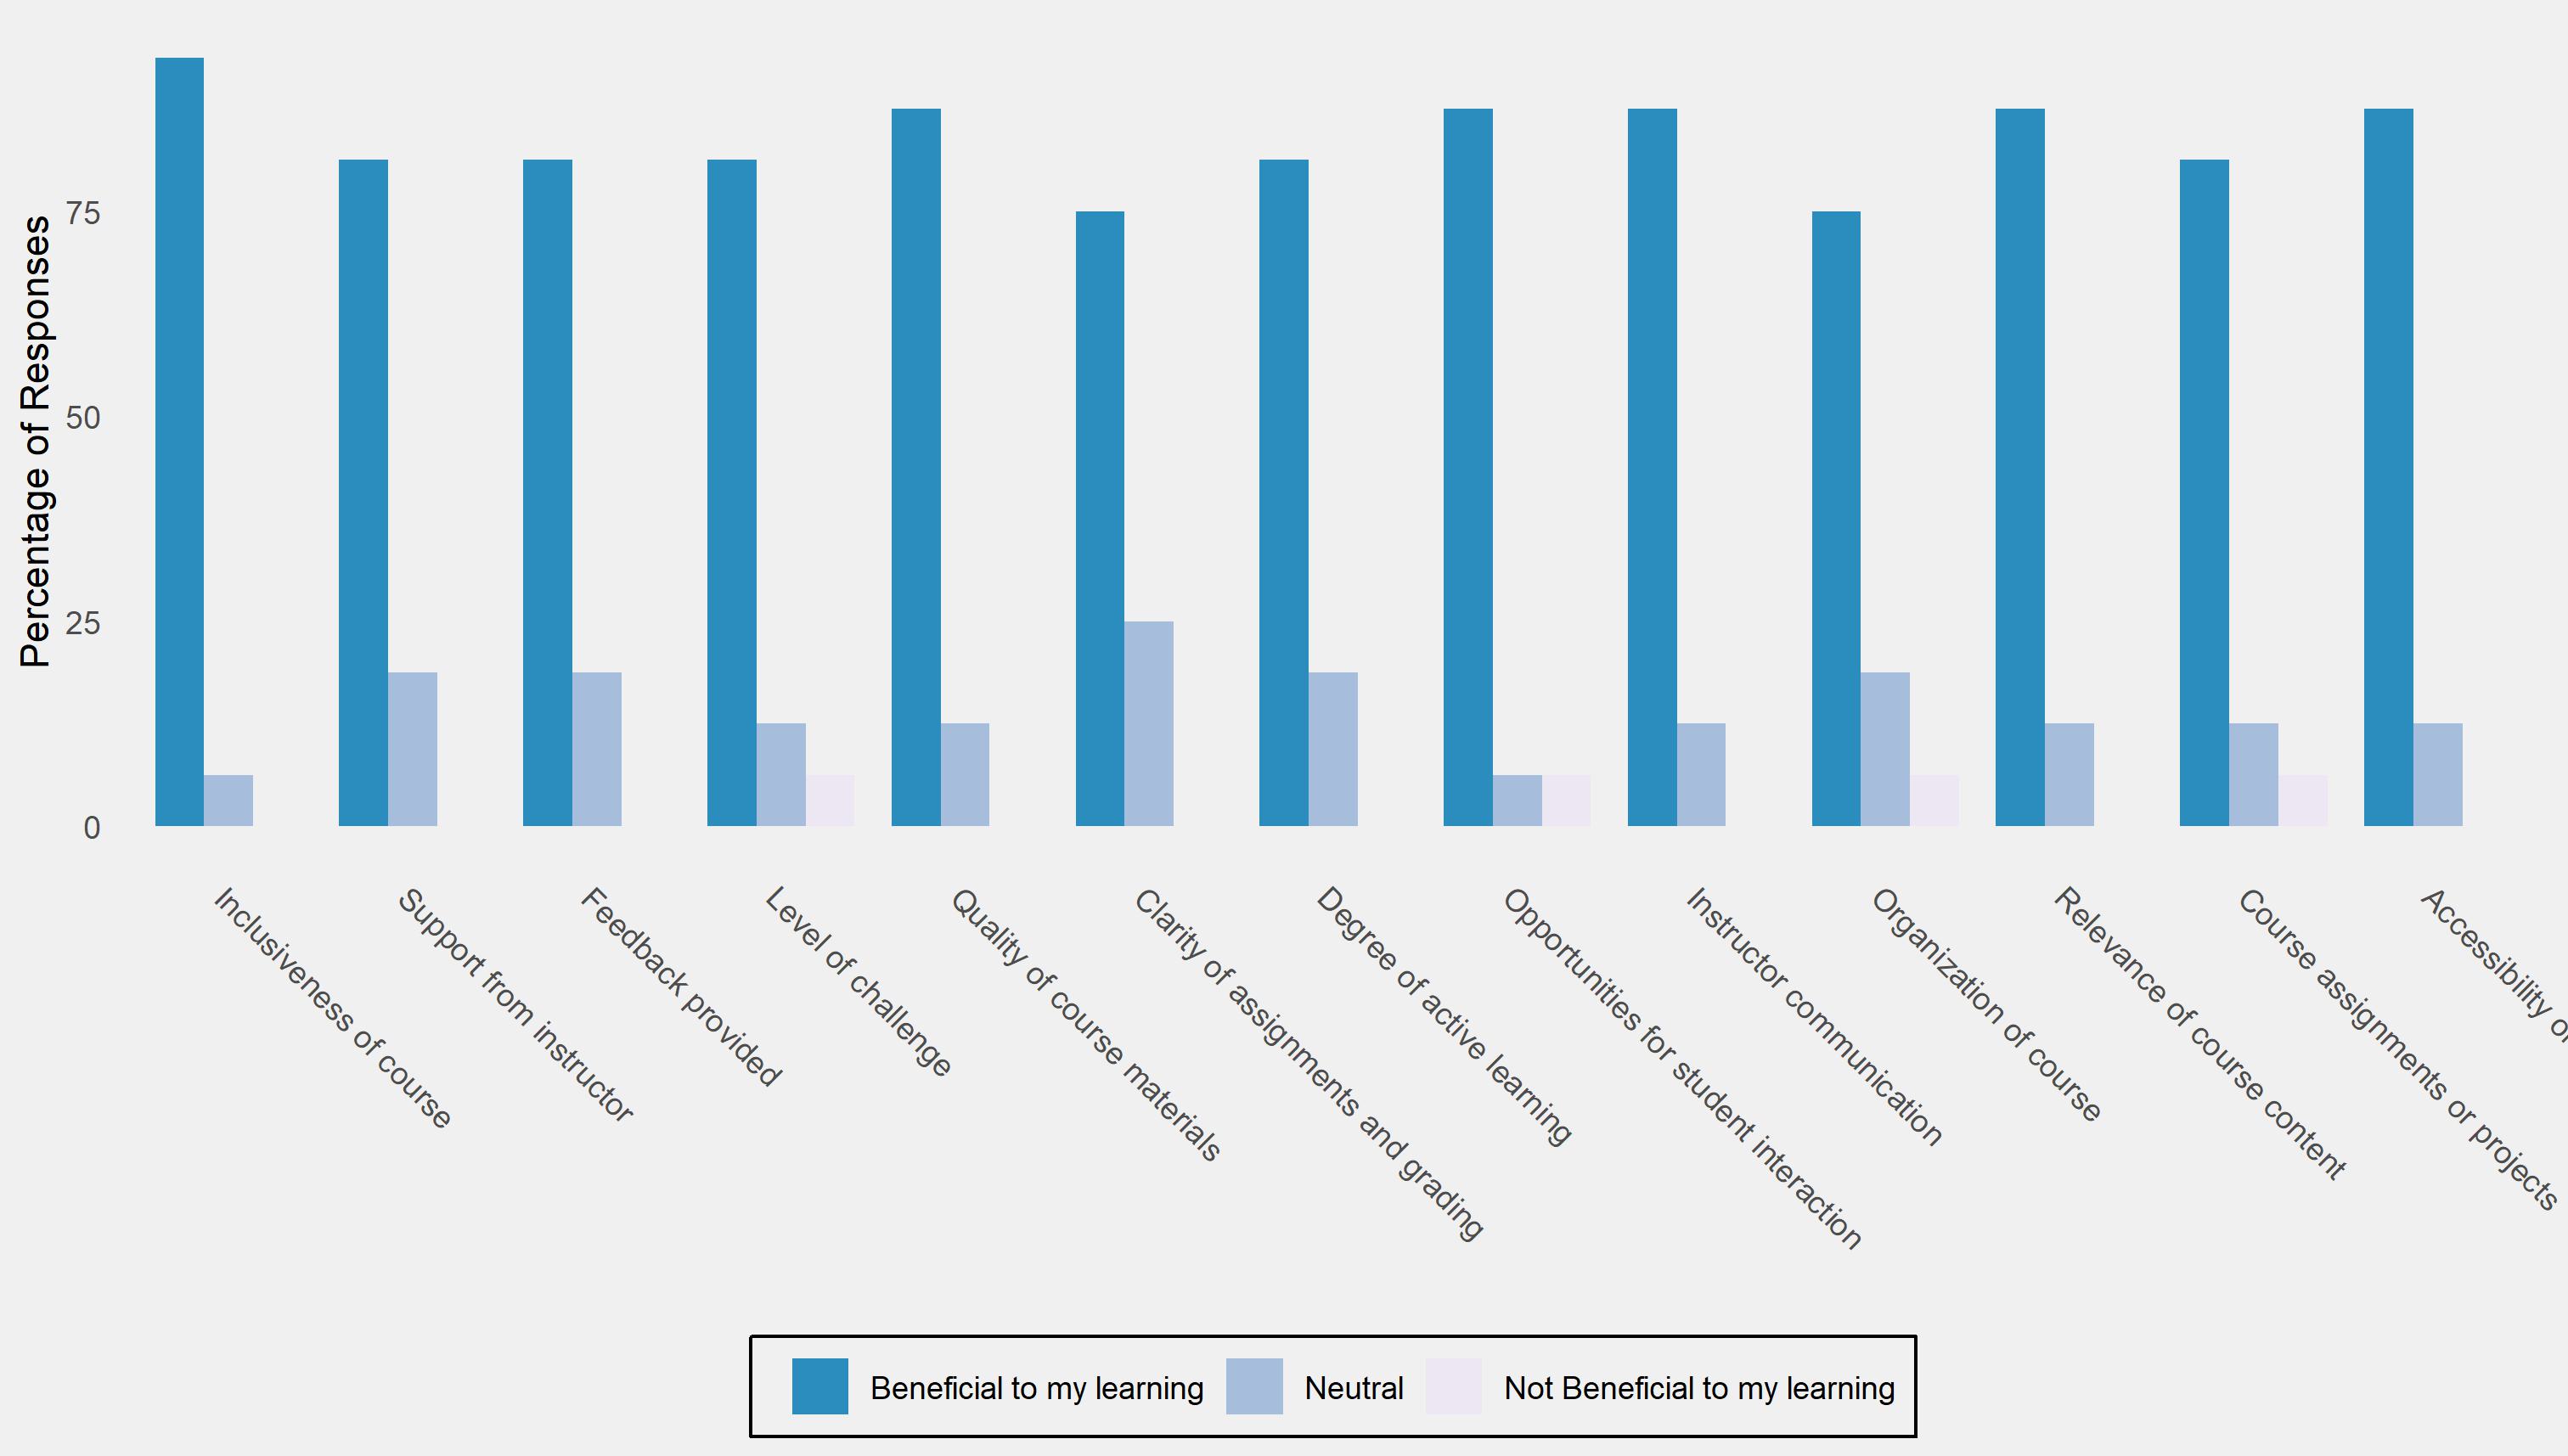 Percentage of Responses
75
50
25
0
Inclusiveness of course
Support from instructor
Feedback provided
Level of challenge
Quality of course materials
Clarity of assignments and grading
Degree of active learning
Opportunities for student interaction
Instructor communication
Organization of course
Relevance of course content
Course assignments or projects
Accessibility
Beneficial to my learning
Neutral
Not Beneficial to my learning